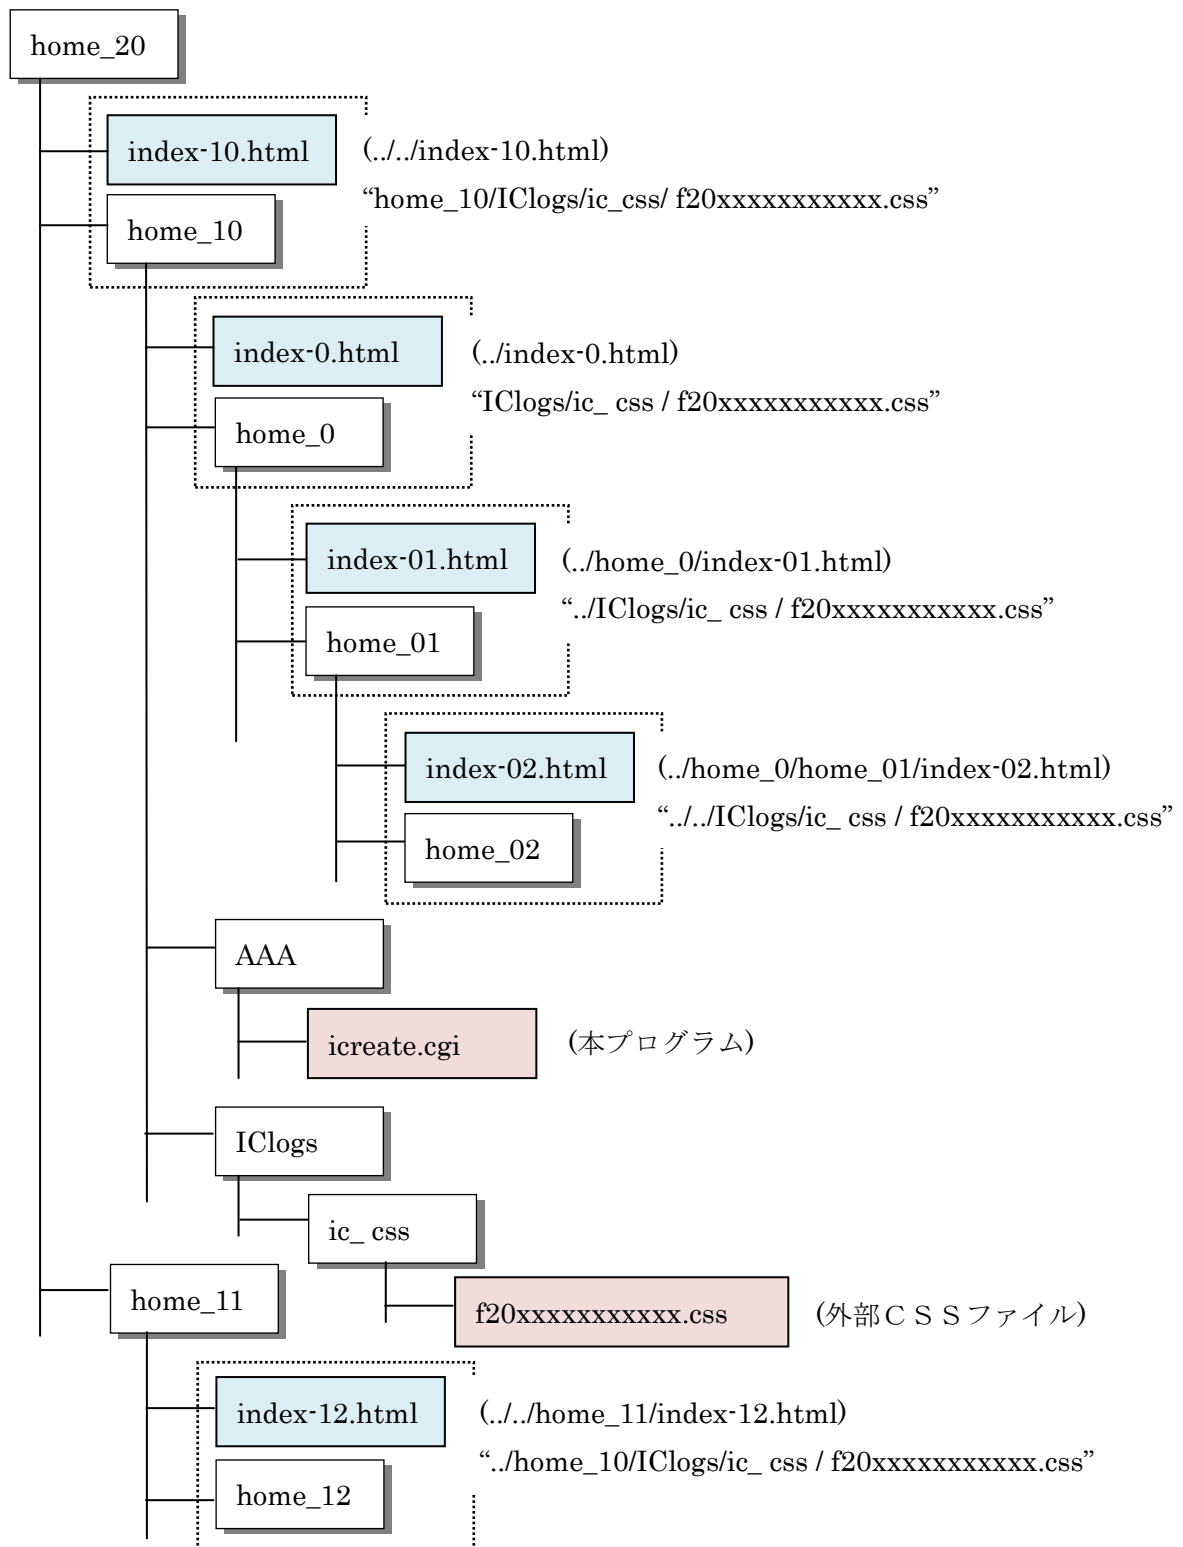 home_20
index-10.html
(../../index-10.html)
“home_10/IClogs/ic_css/ f20xxxxxxxxxxx.css”
home_10
index-0.html
(../index-0.html)
“IClogs/ic_ css / f20xxxxxxxxxxx.css”
home_0
index-01.html
(../home_0/index-01.html)
“../IClogs/ic_ css / f20xxxxxxxxxxx.css”
home_01
index-02.html
(../home_0/home_01/index-02.html)
“../../IClogs/ic_ css / f20xxxxxxxxxxx.css”
home_02
AAA
icreate.cgi
(本プログラム)
IClogs
ic_ css
home_11
f20xxxxxxxxxxx.css
(外部ＣＳＳファイル)
index-12.html
(../../home_11/index-12.html)
“../home_10/IClogs/ic_ css / f20xxxxxxxxxxx.css”
home_12